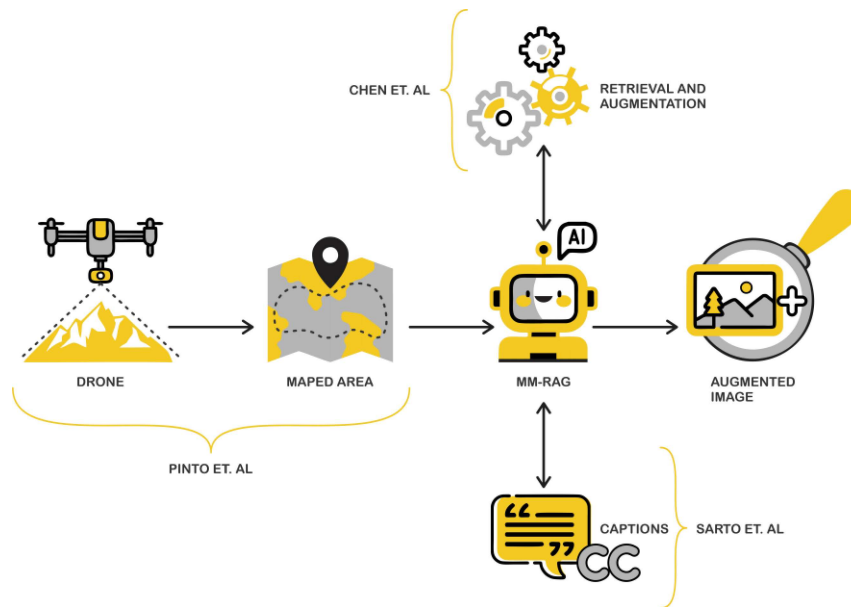 CHEN ET. AL
RETRIEVAL AND
AUGMENTATION
AI
DRONE
MAPED AREA
MM-RAG
AUGMENTED
IMAGE
PINTO ET. AL
CAPTIONS
SARTO ET. AL
CC